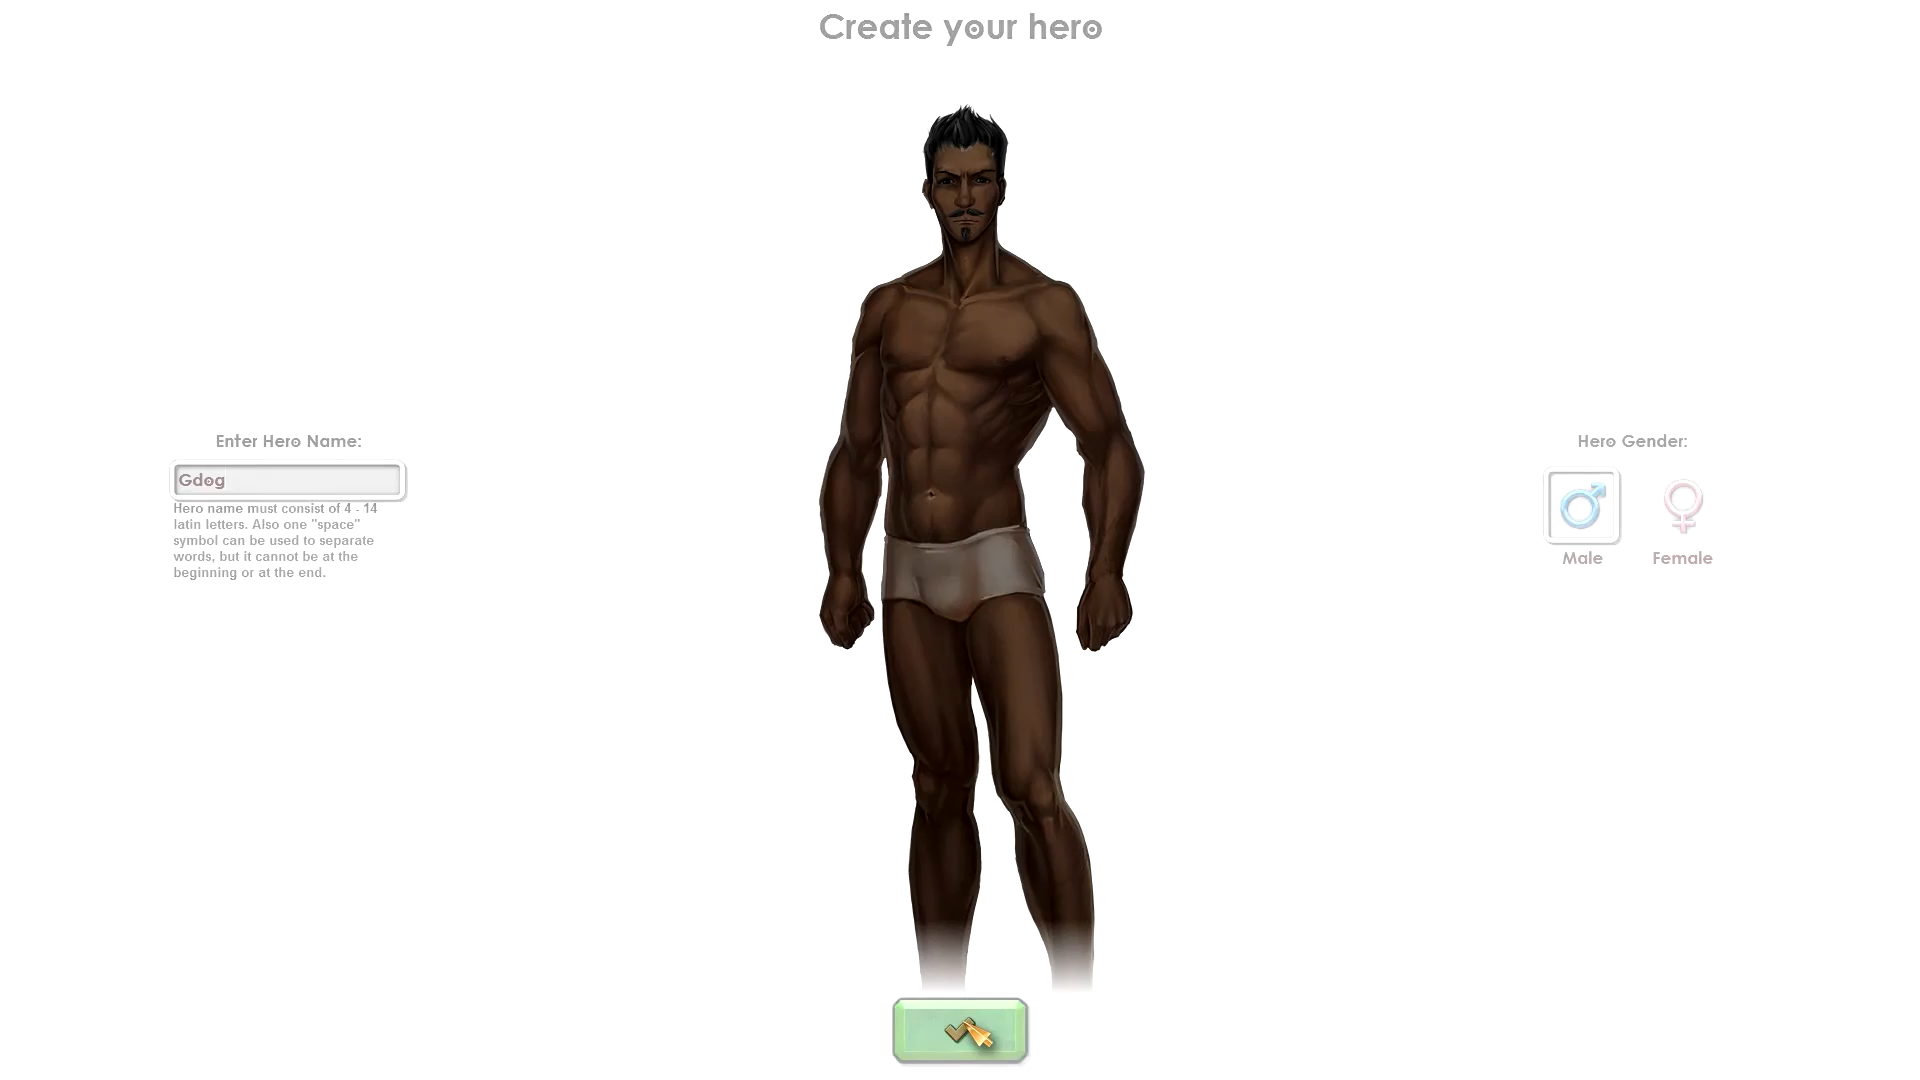 Create your hero
Enter Hero Name:
Gdog
Hero name must consist of 4 - 14
latin letters. Also one "space"
symbol can be used to separate
words, but it cannot be at the
beginning or at the end.
Hero Gender:
Male
Female